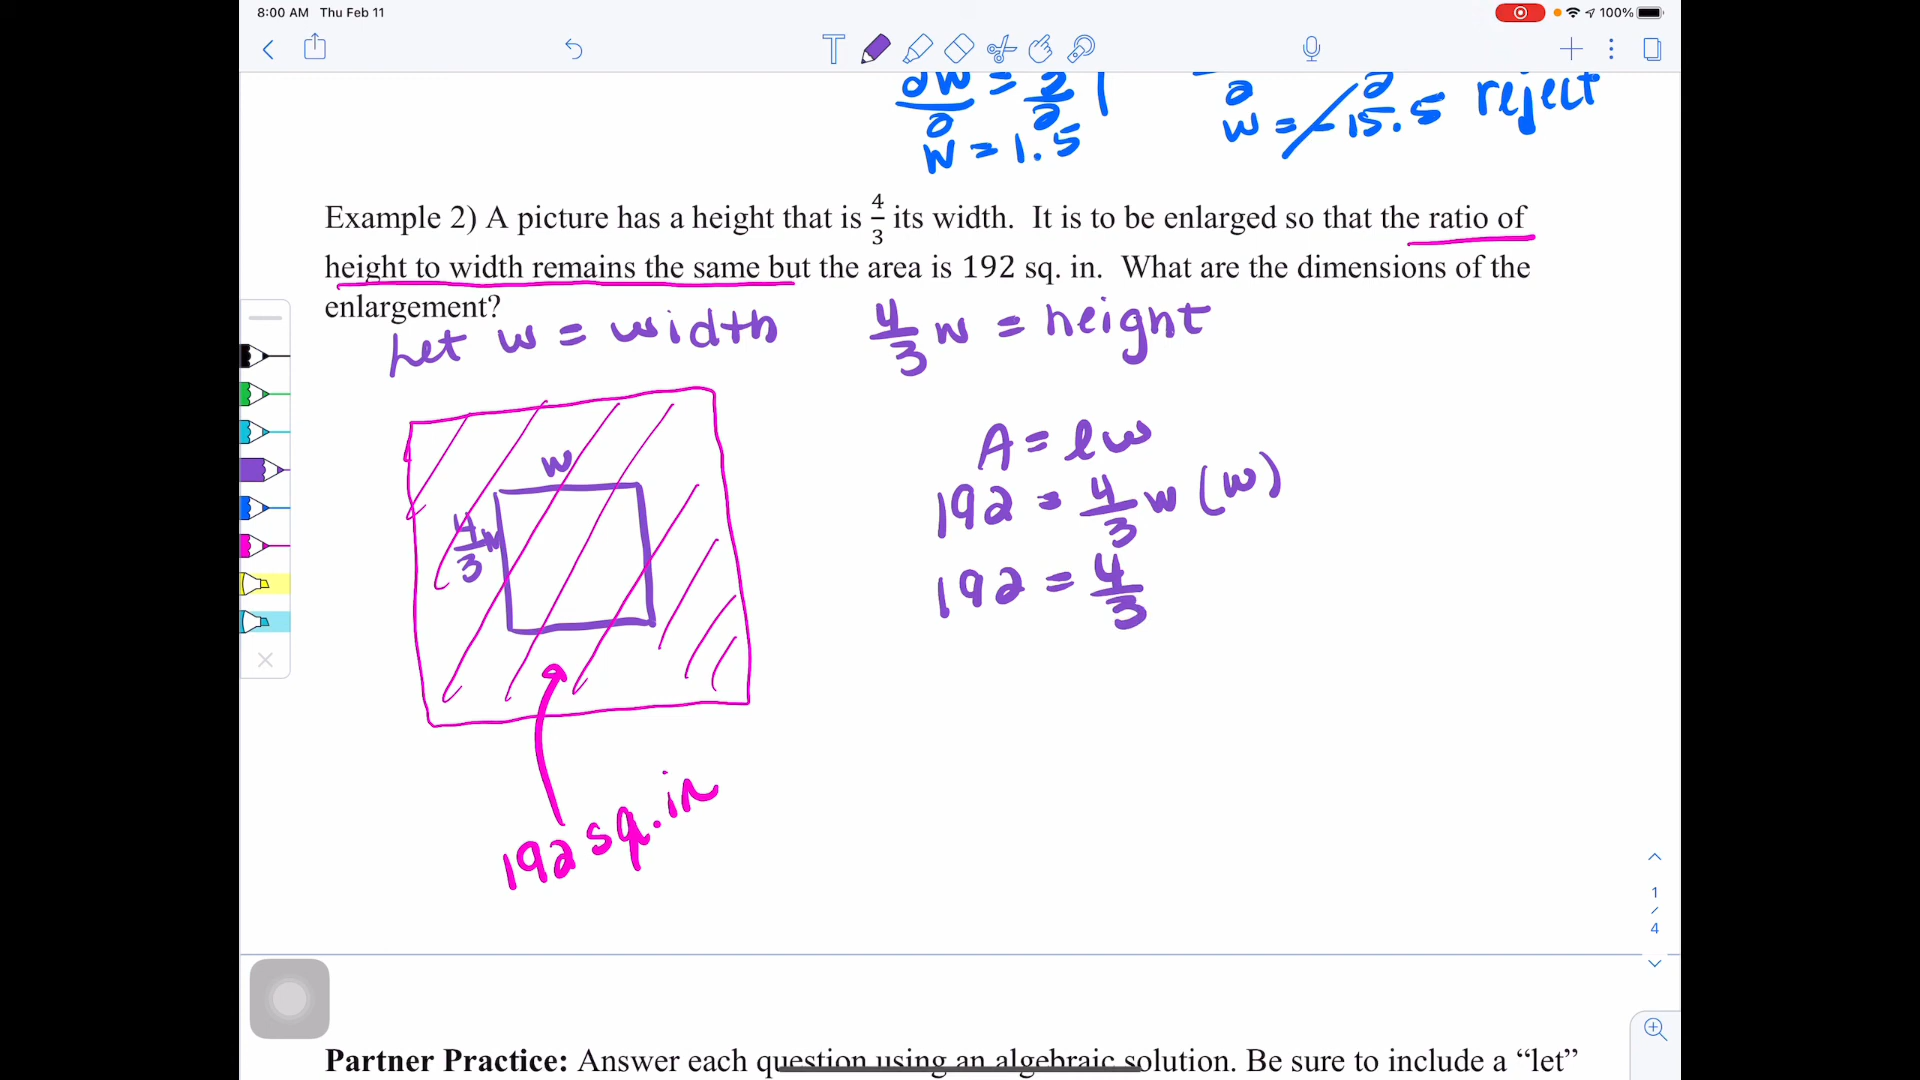 8:00 AM Thu Feb 11
100%
w = 1.5
w = -15.5 reject
Example 2) A picture has a height that is 4/3 its width. It is to be enlarged so that the ratio of
height to width remains the same but the area is 192 sq. in. What are the dimensions of the
enlargement?
Let w = width
4/3 w = height
A = lw
192 = 4/3 w (w)
192 = 4/3
w
4/3 w
192 sq. in
1
/
4
Partner Practice: Answer each question using an algebraic solution. Be sure to include a “let”